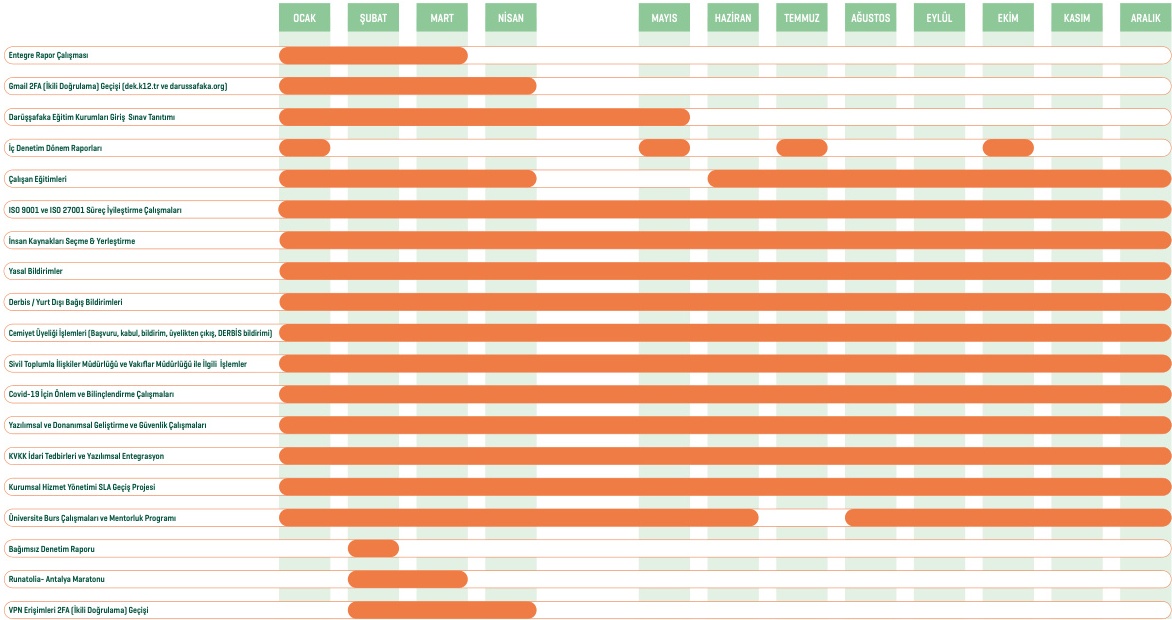 OCAK ŞUBAT MART NİSAN MAYIS HAZİRAN TEMMUZ AĞUSTOS EYLÜL EKİM KASIM ARALIK
Entegre Rapor Çalışması
Gmail 2FA (İkili Doğrulama) Geçişi (dek.k12.tr ve darussafaka.org)
Darüşşafaka Eğitim Kurumları Giriş Sınav Tanıtımı
İç Denetim Dönem Raporları
Çalışan Eğitimleri
ISO 9001 ve ISO 27001 Süreç İyileştirme Çalışmaları
İnsan Kaynakları Seçme & Yerleştirme
Yasal Bildirimler
Derbis / Yurt Dışı Bağış Bildirimleri
Cemiyet Üyeliği İşlemleri (Başvuru, kabul, bildirim, üyelikten çıkış, DERBİS bildirimi)
Sivil Toplumla İlişkiler Müdürlüğü ve Vakıflar Müdürlüğü ile İlgili İşlemler
Covid-19 İçin Önlem ve Bilinçlendirme Çalışmaları
Yazılımsal ve Donanımsal Geliştirme ve Güvenlik Çalışmaları
KVKK İdari Tedbirleri ve Yazılımsal Entegrasyon
Kurumsal Hizmet Yönetimi SLA Geçiş Projesi
Üniversite Burs Çalışmaları ve Mentorluk Programı
Bağımsız Denetim Raporu
Runatolia- Antalya Maratonu
VPN Erişimleri 2FA (İkili Doğrulama) Geçişi